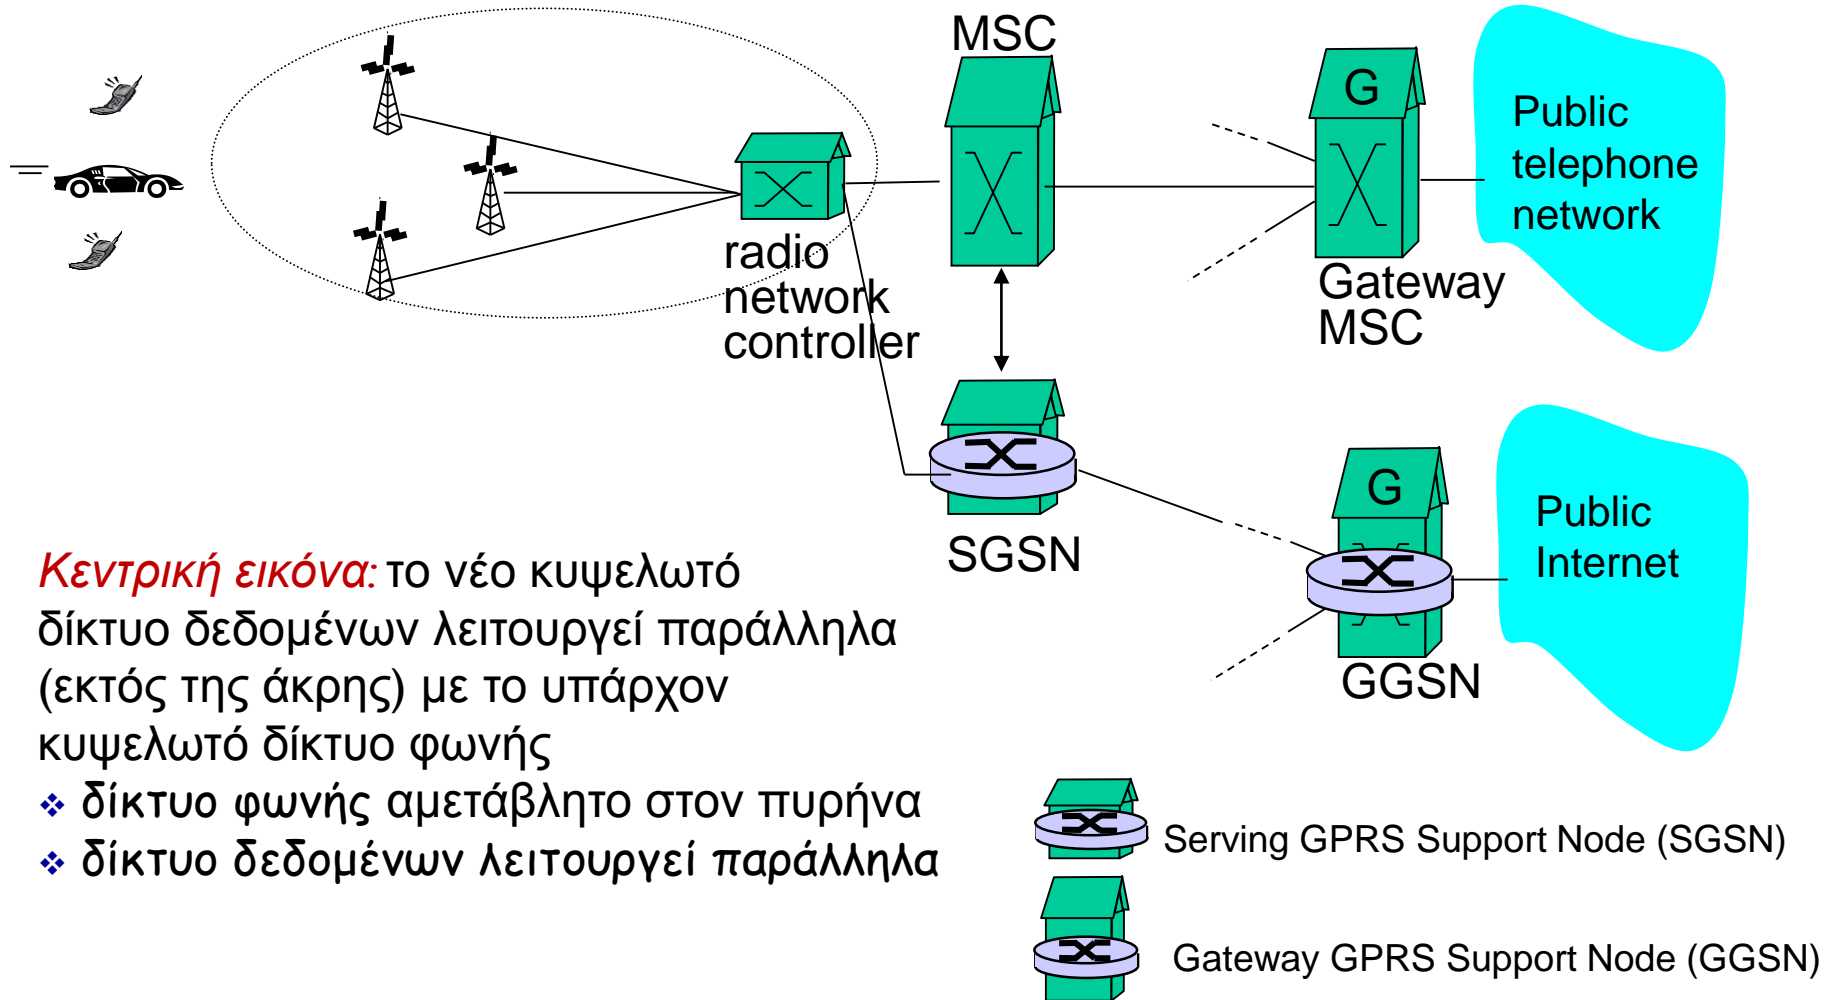 MSC
G
Public
telephone
network
radio
network
controller
Gateway
MSC
SGSN
G
Public
Internet
GGSN
Κεντρική εικόνα: το νέο κυψελωτό
δίκτυο δεδομένων λειτουργεί παράλληλα
(εκτός της άκρης) με το υπάρχον
κυψελωτό δίκτυο φωνής
❖ δίκτυο φωνής αμετάβλητο στον πυρήνα
❖ δίκτυο δεδομένων λειτουργεί παράλληλα
Serving GPRS Support Node (SGSN)
Gateway GPRS Support Node (GGSN)